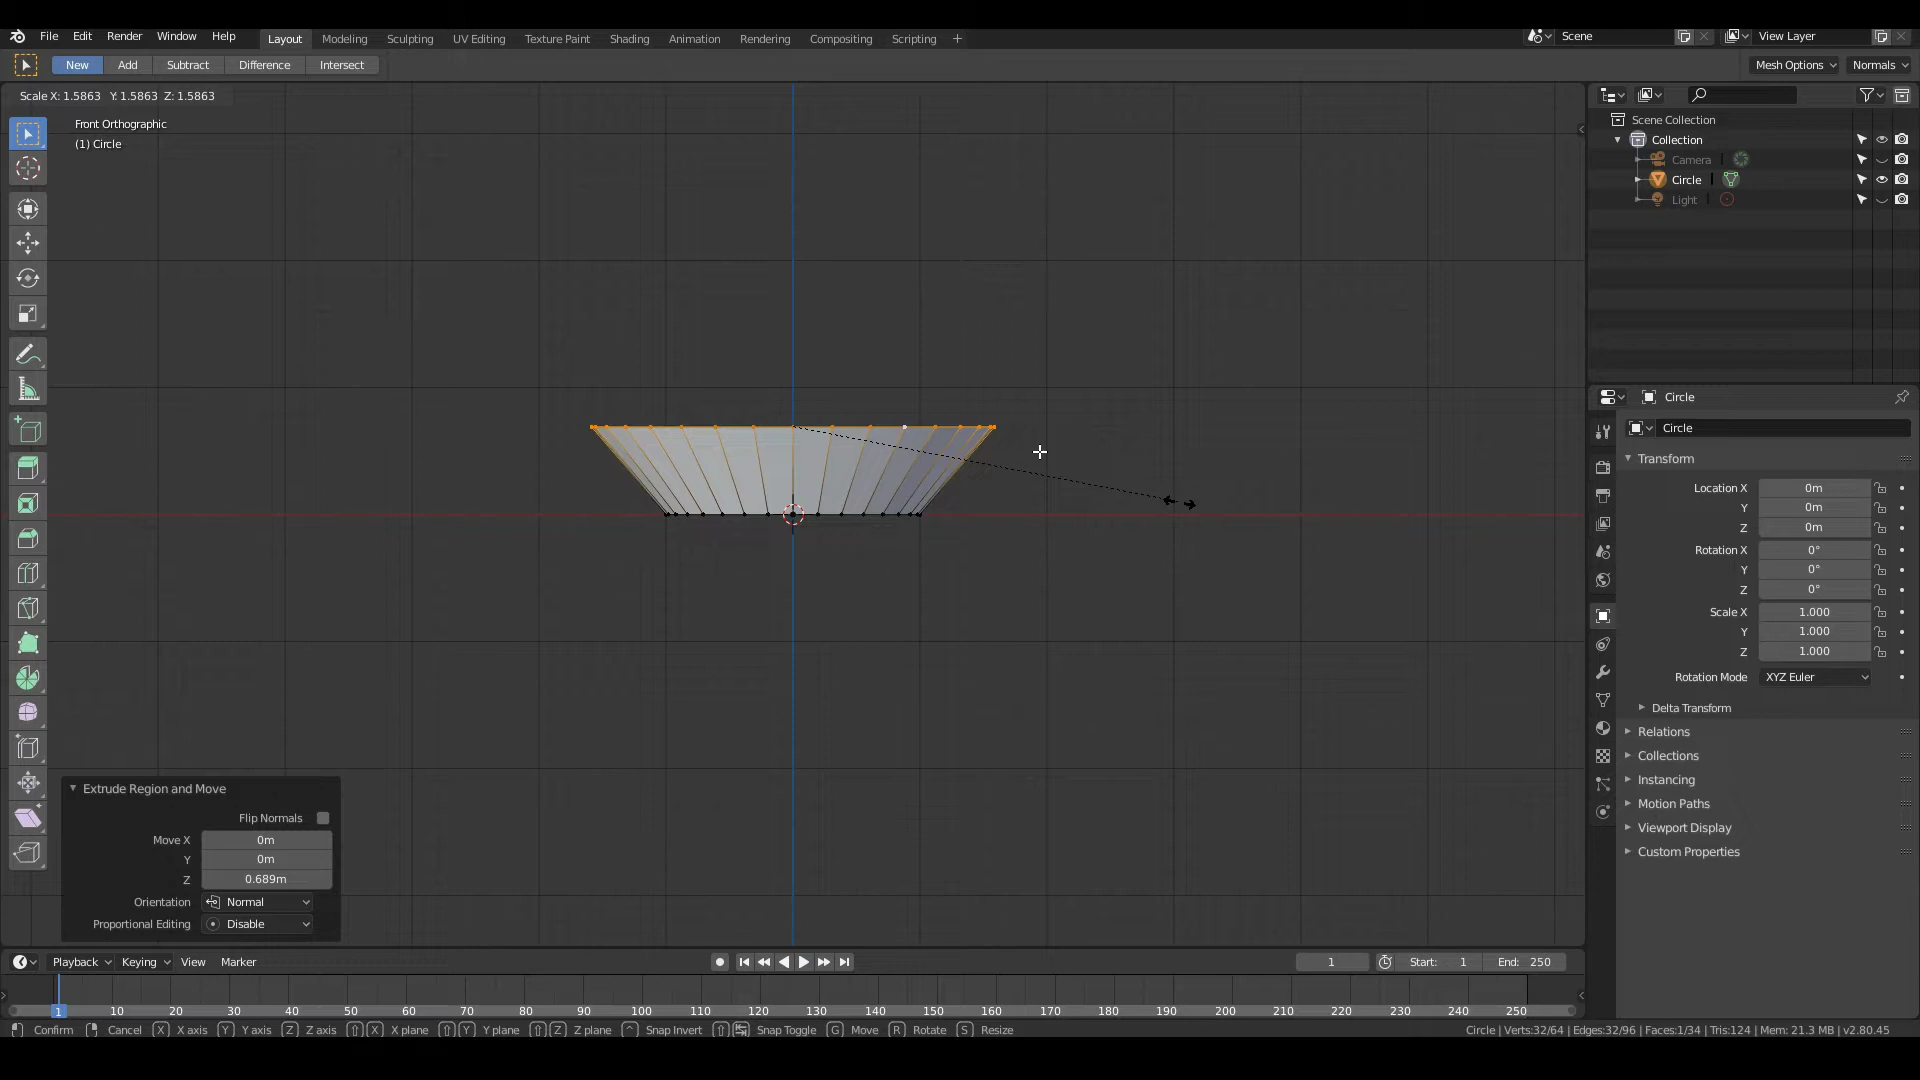 File Edit Render Window Help Layout Modeling Sculpting UV Editing Texture Paint Shading Animation Rendering Compositing Scripting + Scene View Layer
New Add Subtract Difference Intersect Mesh Options Normals
Scale X: 1.5863 Y: 1.5863 Z: 1.5863
Front Orthographic
(1) Circle
Scene Collection
Collection
Camera
Circle
Light
Circle
Circle
Transform
Location X 0m
Y 0m
Z 0m
Rotation X 0°
Y 0°
Z 0°
Scale X 1.000
Y 1.000
Z 1.000
Rotation Mode XYZ Euler
Delta Transform
Relations
Collections
Instancing
Motion Paths
Viewport Display
Custom Properties
Extrude Region and Move
Flip Normals
Move X 0m
Y 0m
Z 0.689m
Orientation Normal
Proportional Editing Disable
Playback Keying View Marker 1 Start: 1 End: 250
1 10 20 30 40 50 60 70 80 90 100 110 120 130 140 150 160 170 180 190 200 210 220 230 240 250
Confirm Cancel X X axis Y Y axis Z Z axis X X plane Y Y plane Z Z plane ^ Snap Invert Snap Toggle G Move R Rotate S Resize Circle | Verts:32/64 | Edges:32/96 | Faces:1/34 | Tris:124 | Mem: 21.3 MB | v2.80.45